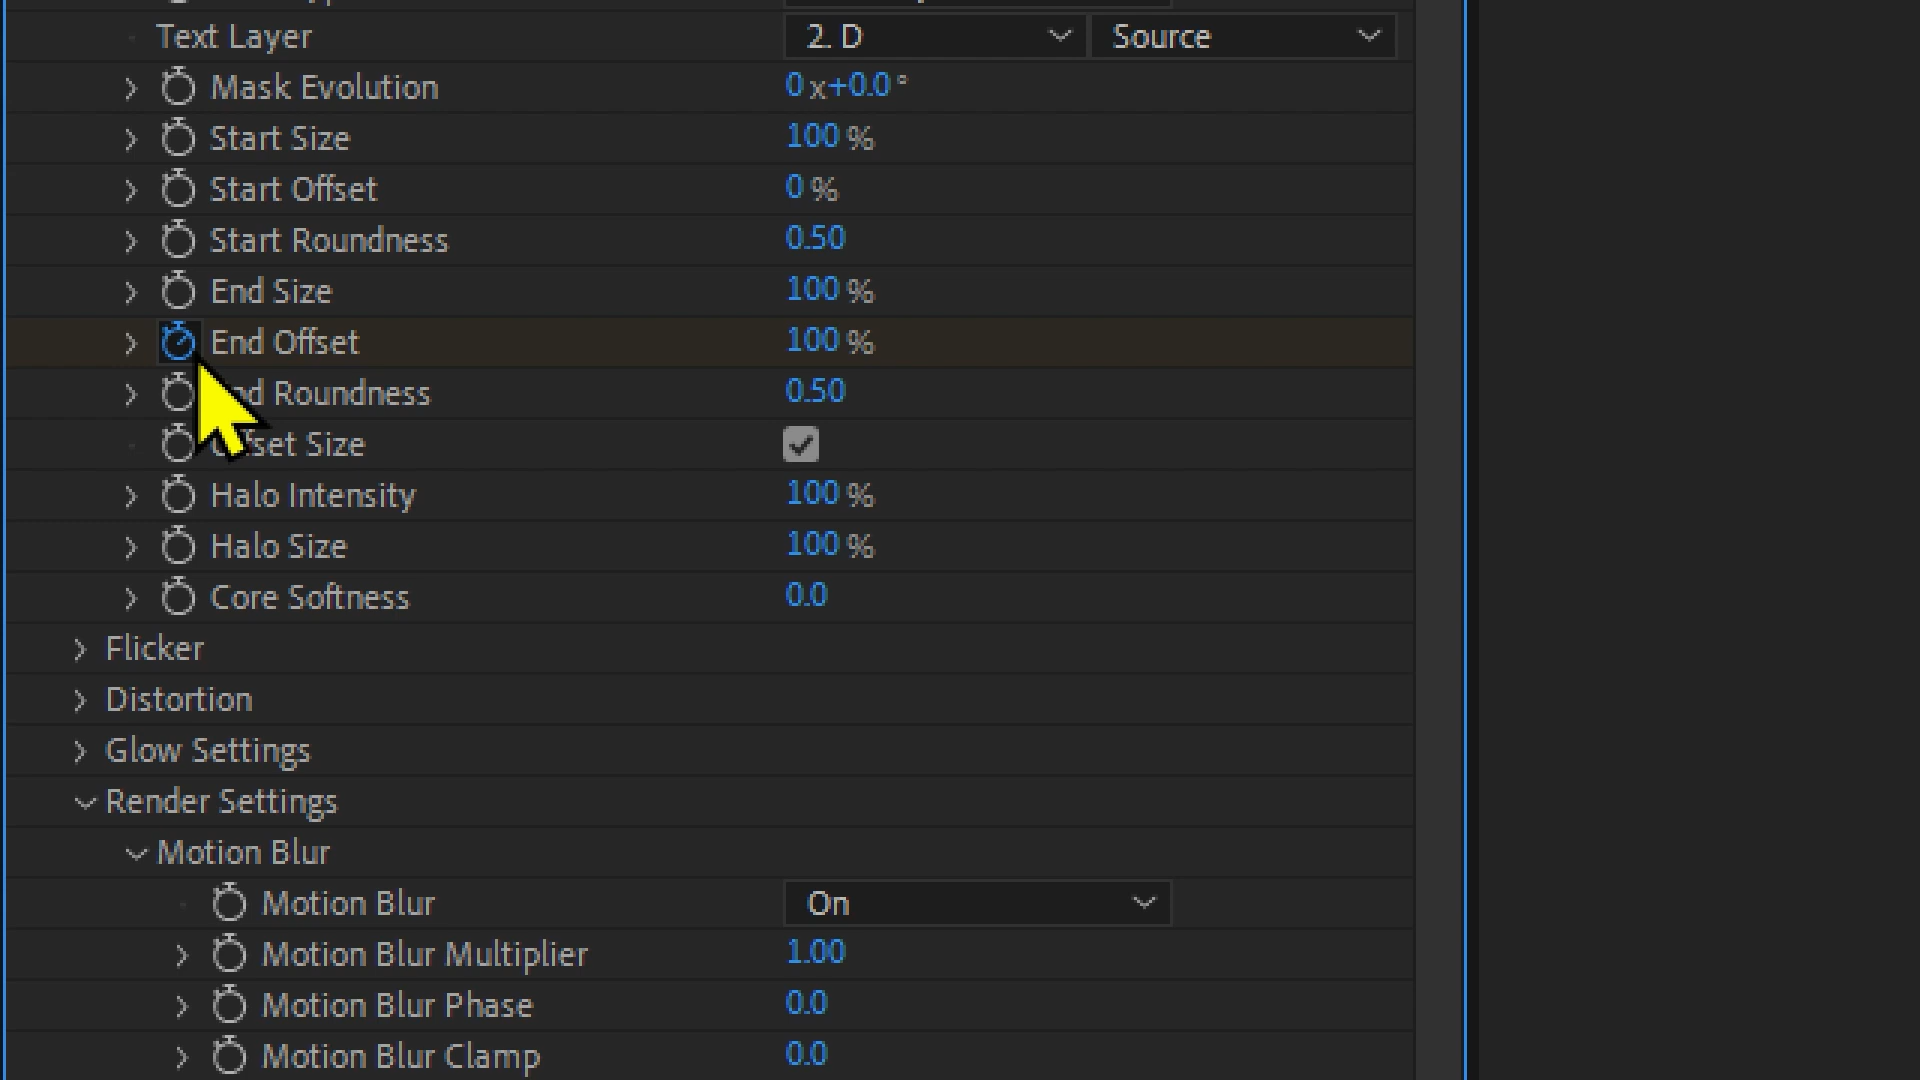 Text Layer 2. D Source
Mask Evolution 0 x+0.0 °
Start Size 100 %
Start Offset 0 %
Start Roundness 0.50
End Size 100 %
End Offset 100 %
Roundness 0.50
Size
Halo Intensity 100 %
Halo Size 100 %
Core Softness 0.0
Flicker
Distortion
Glow Settings
Render Settings
Motion Blur
Motion Blur On
Motion Blur Multiplier 1.00
Motion Blur Phase 0.0
Motion Blur Clamp 0.0